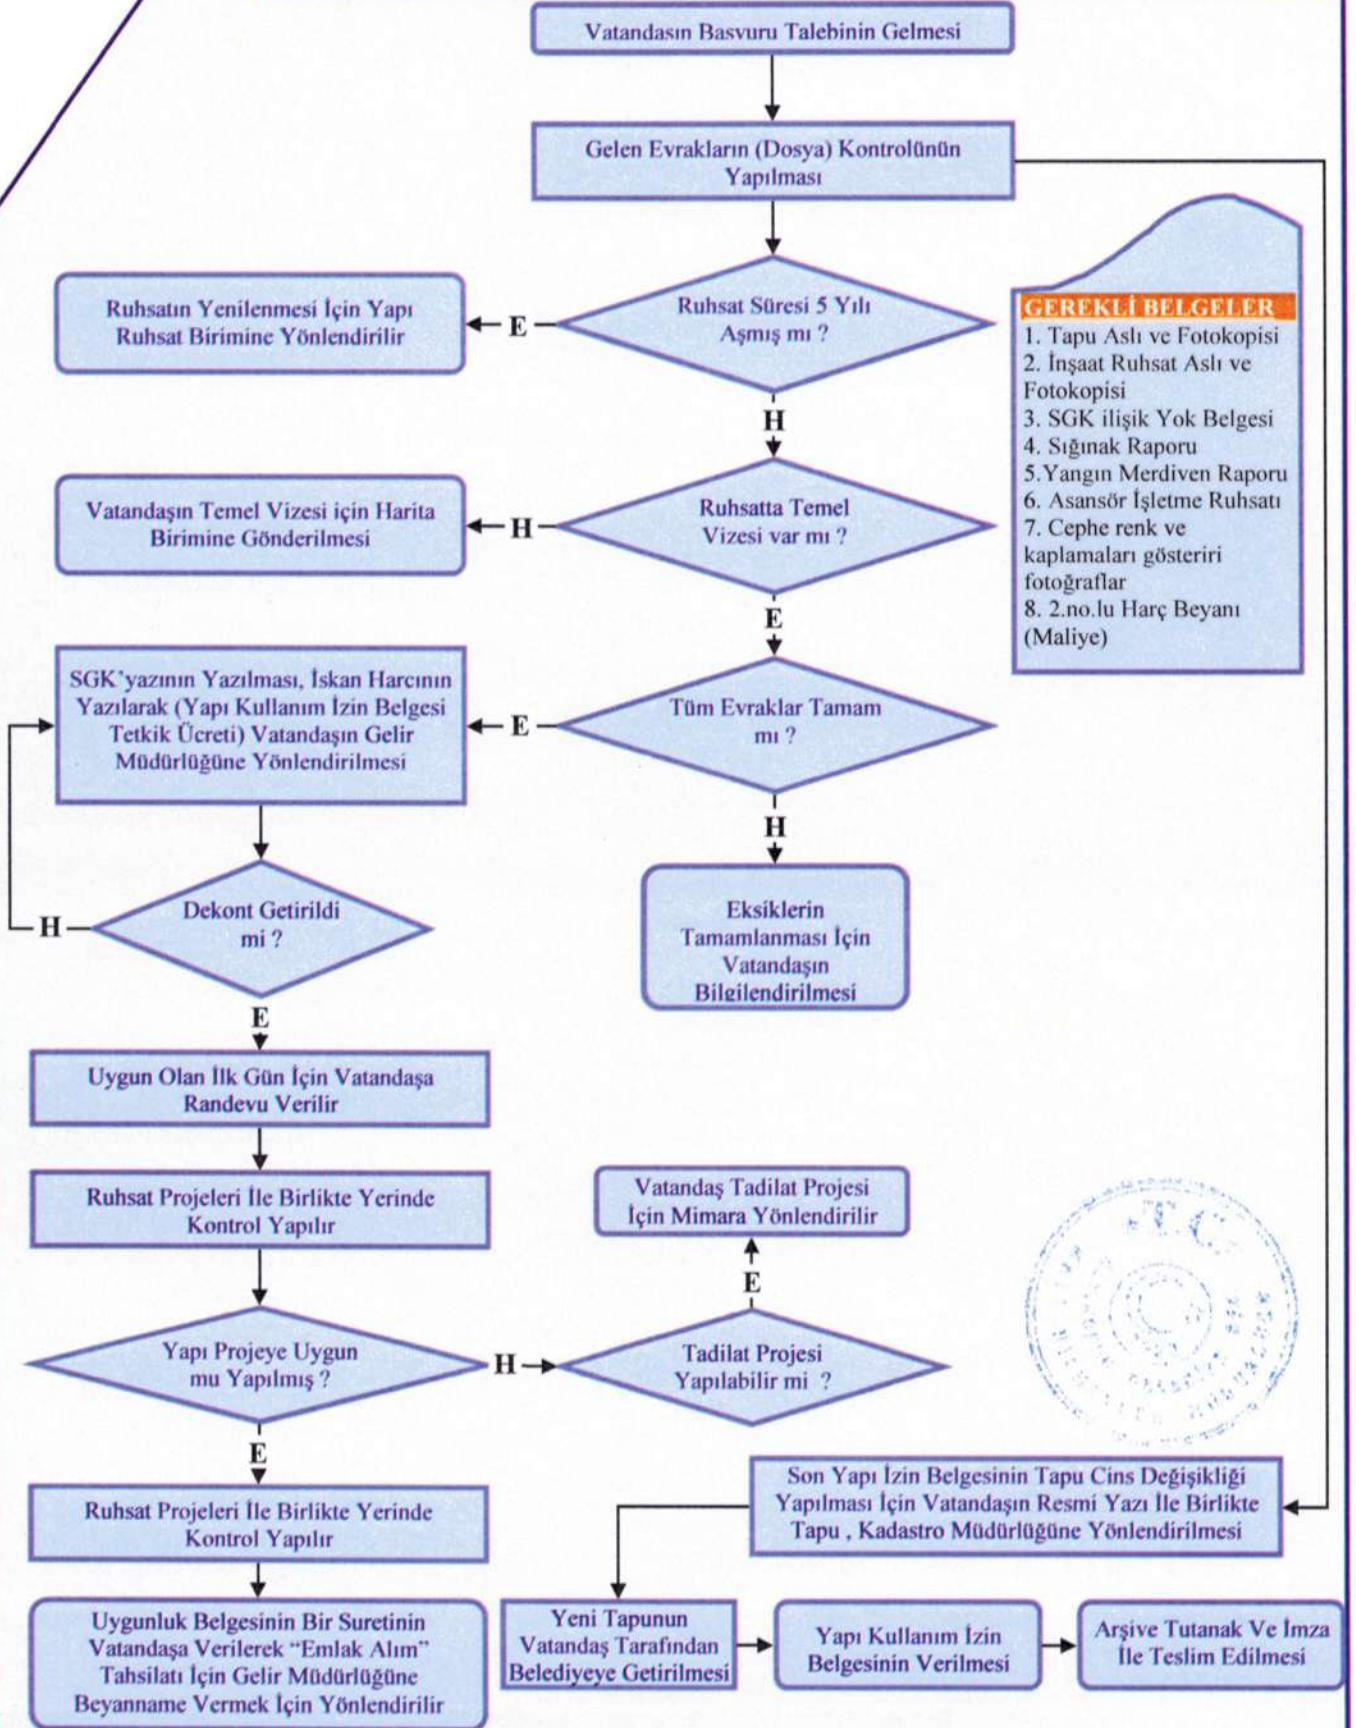 Vatandasın Basvuru Talebinin Gelmesi
Gelen Evrakların (Dosya) Kontrolünün
Yapılması
Ruhsat Süresi 5 Yılı
Aşmış mı ?
E
Ruhsatın Yenilenmesi İçin Yapı
Ruhsat Birimine Yönlendirilir
H
GEREKLİ BELGELER
1. Tapu Aslı ve Fotokopisi
2. İnşaat Ruhsat Aslı ve
Fotokopisi
3. SGK ilişik Yok Belgesi
4. Sığınak Raporu
5.Yangın Merdiven Raporu
6. Asansör İşletme Ruhsatı
7. Cephe renk ve
kaplamaları gösteriri
fotoğraflar
8. 2.no.lu Harç Beyanı
(Maliye)
Ruhsatta Temel
Vizesi var mı ?
H
Vatandaşın Temel Vizesi için Harita
Birimine Gönderilmesi
E
Tüm Evraklar Tamam
mı ?
E
SGK'yazının Yazılması, İskan Harcının
Yazılarak (Yapı Kullanım İzin Belgesi
Tetkik Ücreti) Vatandaşın Gelir
Müdürlüğüne Yönlendirilmesi
H
Eksiklerin
Tamamlanması İçin
Vatandaşın
Bilgilendirilmesi
Dekont Getirildi
mi ?
H
E
Uygun Olan İlk Gün İçin Vatandaşa
Randevu Verilir
Ruhsat Projeleri İle Birlikte Yerinde
Kontrol Yapılır
Yapı Projeye Uygun
mu Yapılmış ?
H
Tadilat Projesi
Yapılabilir mi ?
E
Vatandaş Tadilat Projesi
İçin Mimara Yönlendirilir
E
Ruhsat Projeleri İle Birlikte Yerinde
Kontrol Yapılır
Uygunluk Belgesinin Bir Suretinin
Vatandaşa Verilerek “Emlak Alım”
Tahsilatı İçin Gelir Müdürlüğüne
Beyanname Vermek İçin Yönlendirilir
T.C.
Son Yapı İzin Belgesinin Tapu Cins Değişikliği
Yapılması İçin Vatandaşın Resmi Yazı İle Birlikte
Tapu , Kadastro Müdürlüğüne Yönlendirilmesi
Yeni Tapunun
Vatandaş Tarafından
Belediyeye Getirilmesi
Yapı Kullanım İzin
Belgesinin Verilmesi
Arşive Tutanak Ve İmza
İle Teslim Edilmesi